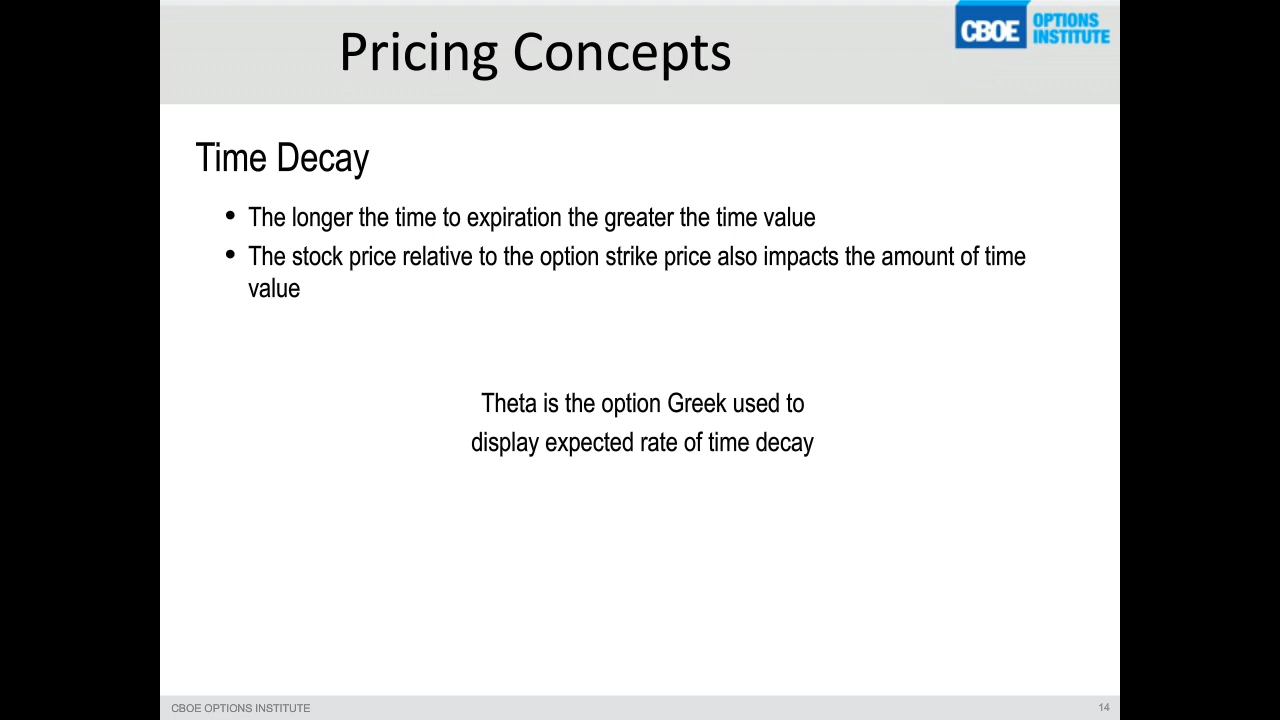 Pricing Concepts
CBOE OPTIONS
INSTITUTE
Time Decay
• The longer the time to expiration the greater the time value
• The stock price relative to the option strike price also impacts the amount of time
value
Theta is the option Greek used to
display expected rate of time decay
CBOE OPTIONS INSTITUTE
14